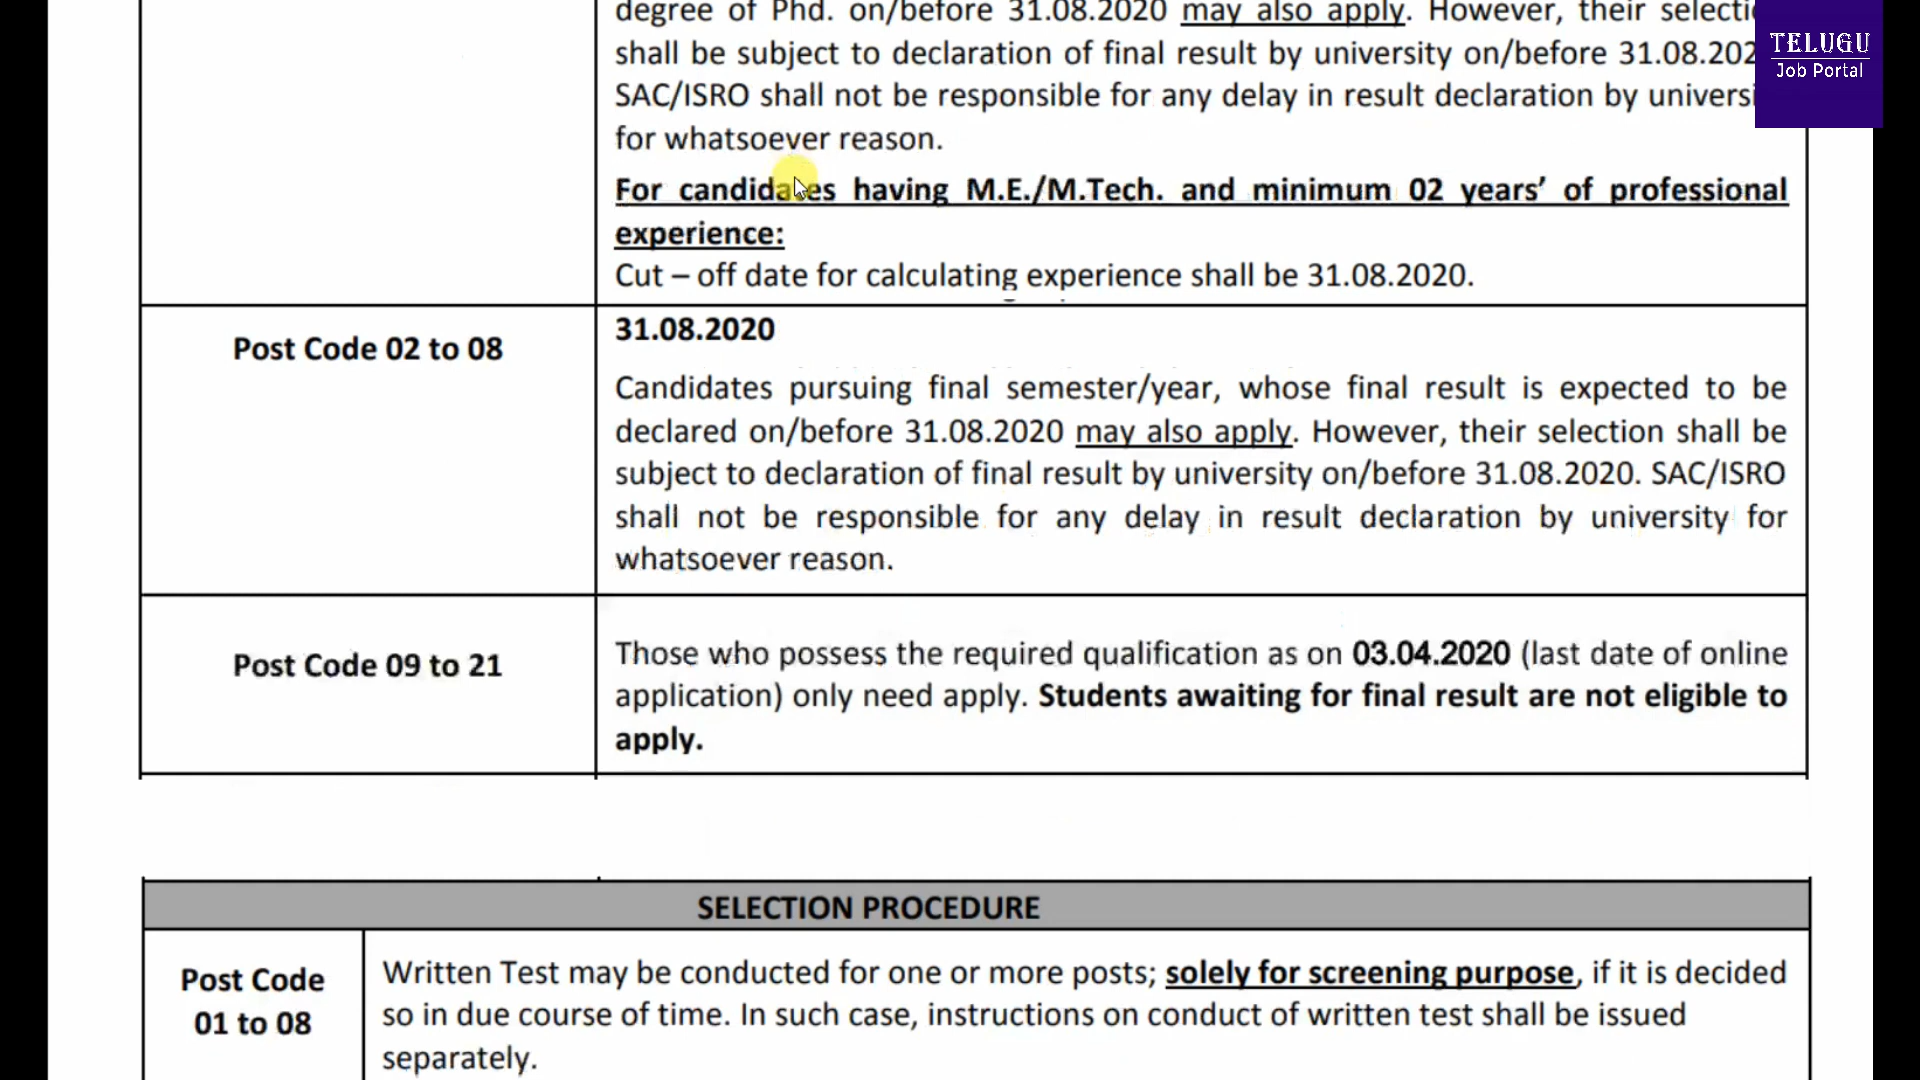 degree of Phd. on/before 31.08.2020 may also apply. However, their
shall be subject to declaration of final result by university on/before
SAC/ISRO shall not be responsible for any delay in result declaration by
for whatsoever reason.
TELUGU
Job Portal
For candidates having M.E./M.Tech. and minimum 02 years’ of professional
experience:
Cut – off date for calculating experience shall be 31.08.2020.
Post Code 02 to 08
31.08.2020
Candidates pursuing final semester/year, whose final result is expected to be
declared on/before 31.08.2020 may also apply. However, their selection shall be
subject to declaration of final result by university on/before 31.08.2020. SAC/ISRO
shall not be responsible for any delay in result declaration by university for
whatsoever reason.
Post Code 09 to 21
Those who possess the required qualification as on 03.04.2020 (last date of online
application) only need apply. Students awaiting for final result are not eligible to
apply.
SELECTION PROCEDURE
Post Code
01 to 08
Written Test may be conducted for one or more posts; solely for screening purpose, if it is decided
so in due course of time. In such case, instructions on conduct of written test shall be issued
separately.